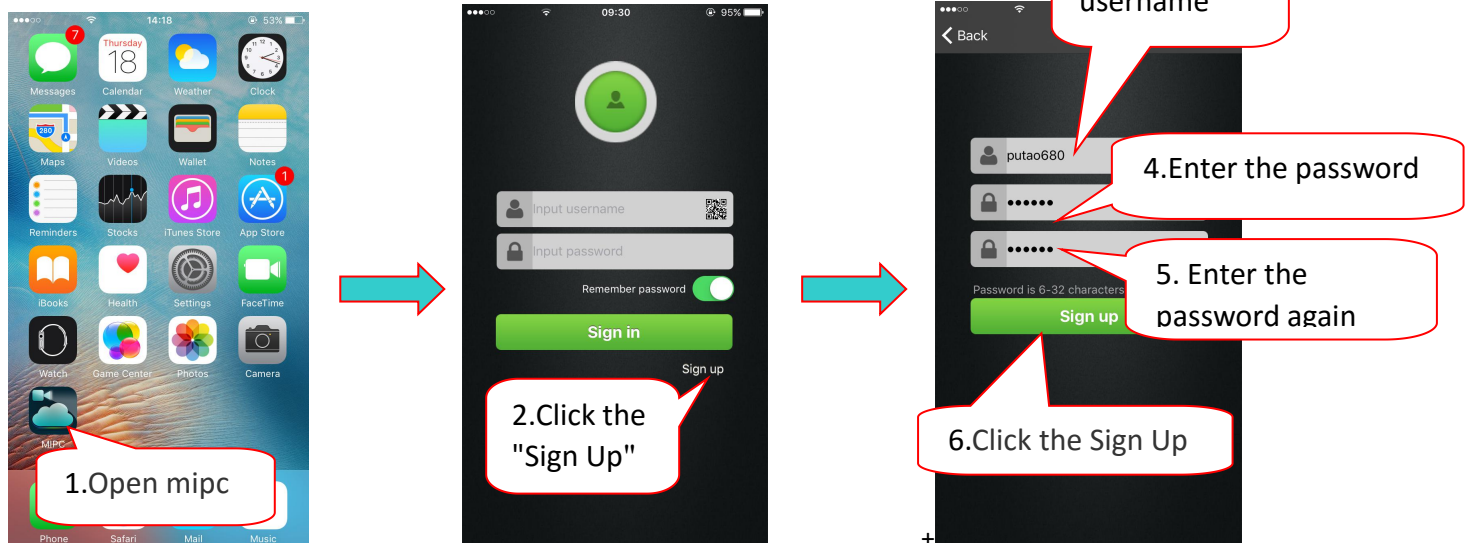 14:18
53%
7
Thursday
18
Messages
Calendar
Weather
Clock
280
Maps
Videos
Wallet
Notes
1
Reminders
Stocks
iTunes Store
App Store
iBooks
Health
Settings
FaceTime
Watch
Game Center
Photos
Camera
MIPC
1.Open mipc
Phone
Safari
Mail
Music
09:30
95%
Input username
Input password
Remember password
Sign in
Sign up
2.Click the
"Sign Up"
username
Back
putao680
4.Enter the password
••••••
••••••
5. Enter the
password again
Password is 6-32 characters
Sign up
6.Click the Sign Up
+